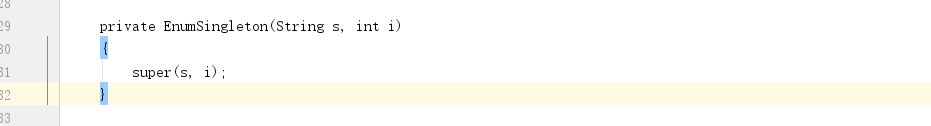 28
29 private EnumSingleton(String s, int i)
30 {
31 super(s, i);
32 }
33